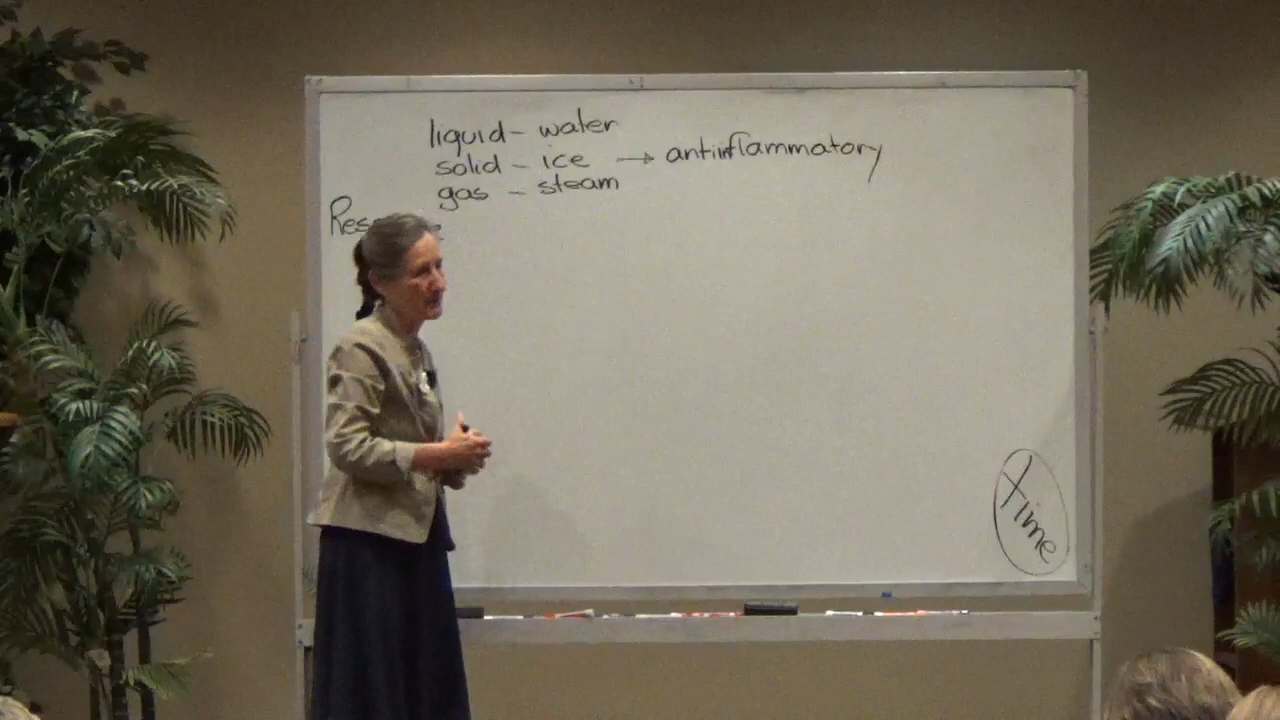 liquid - water
solid - ice → antiinflammatory
gas - steam
time